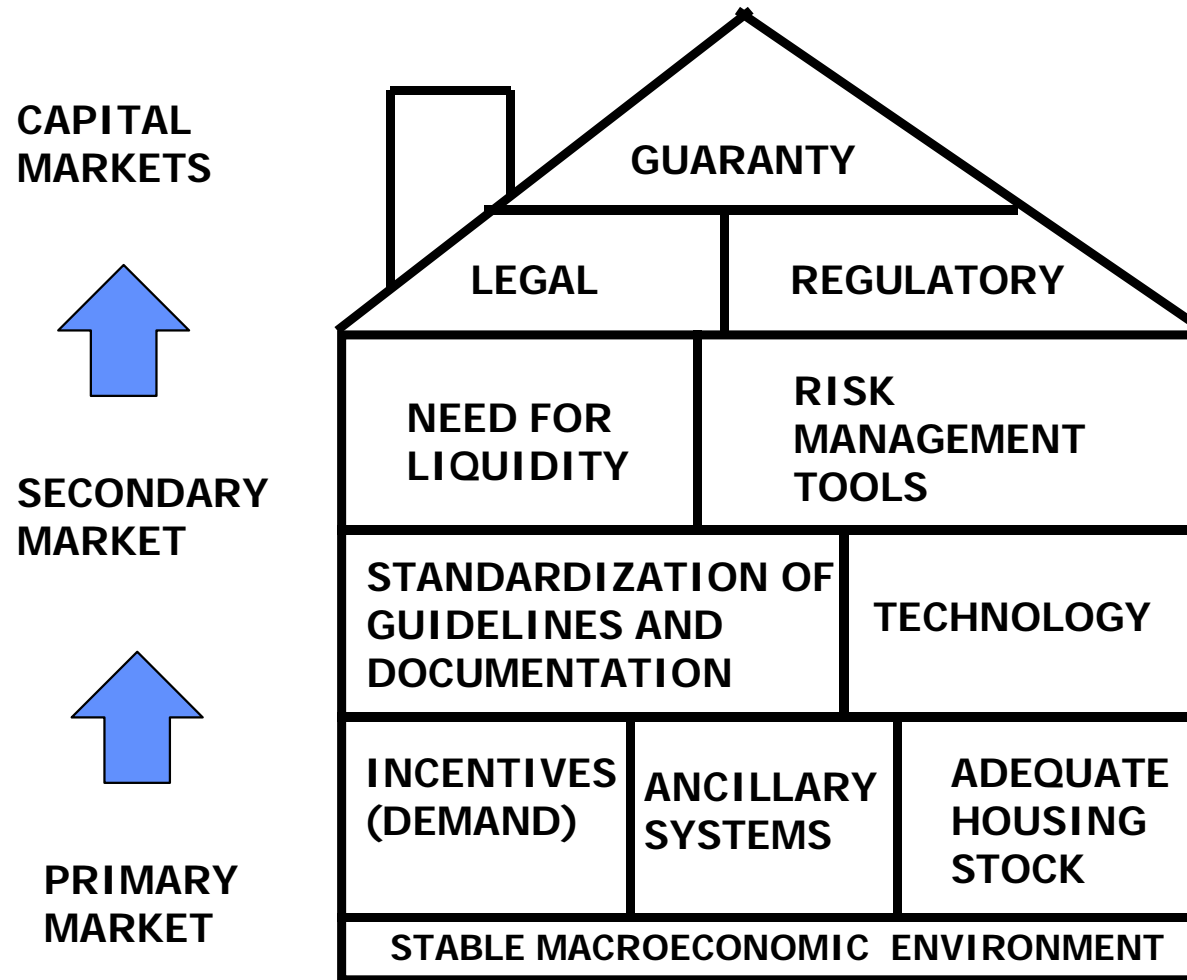 CAPITAL
MARKETS
GUARANTY
LEGAL
REGULATORY
NEED FOR
LIQUIDITY
RISK
MANAGEMENT
TOOLS
SECONDARY
MARKET
STANDARDIZATION OF
GUIDELINES AND
DOCUMENTATION
TECHNOLOGY
INCENTIVES
(DEMAND)
ANCILLARY
SYSTEMS
ADEQUATE
HOUSING
STOCK
PRIMARY
MARKET
STABLE MACROECONOMIC ENVIRONMENT